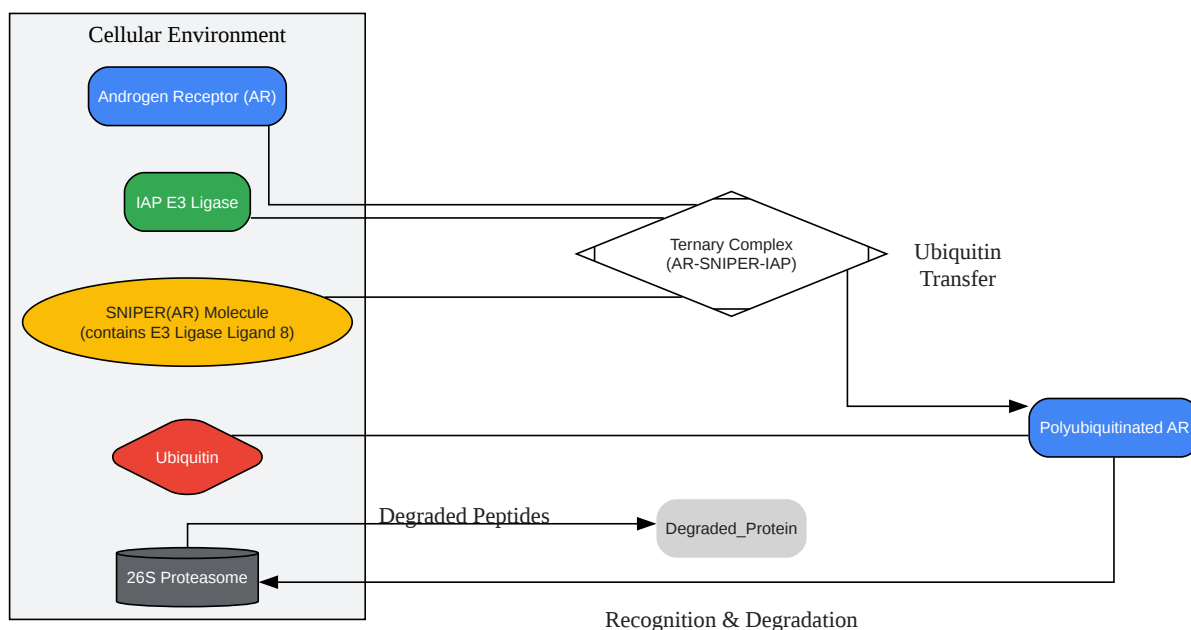 Cellular Environment
Androgen Receptor (AR)
IAP E3 Ligase
Ternary Complex
(AR-SNIPER-IAP)
Ubiquitin
Transfer
SNIPER(AR) Molecule
(contains E3 Ligase Ligand 8)
Polyubiquitinated AR
Ubiquitin
Degraded Peptides
Degraded_Protein
26S Proteasome
Recognition & Degradation